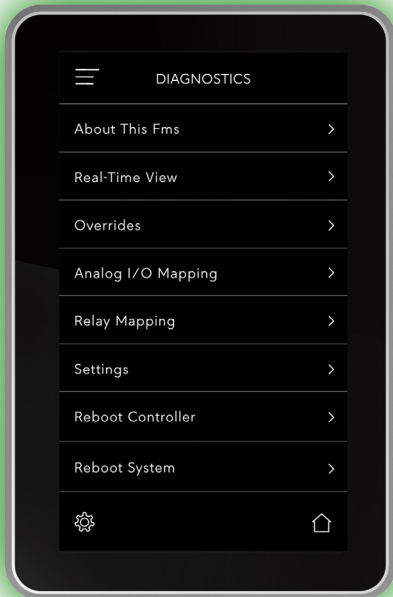 DIAGNOSTICS
About This Fms
Real-Time View
Overrides
Analog I/O Mapping
Relay Mapping
Settings
Reboot Controller
Reboot System